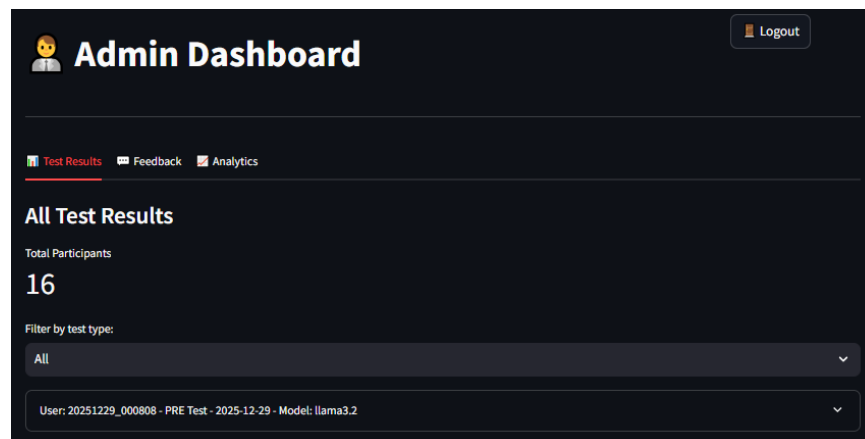 Logout
Admin Dashboard
Test Results Feedback Analytics
All Test Results
Total Participants
16
Filter by test type:
All
User: 20251229_000808 - PRE Test - 2025-12-29 - Model: llama3.2